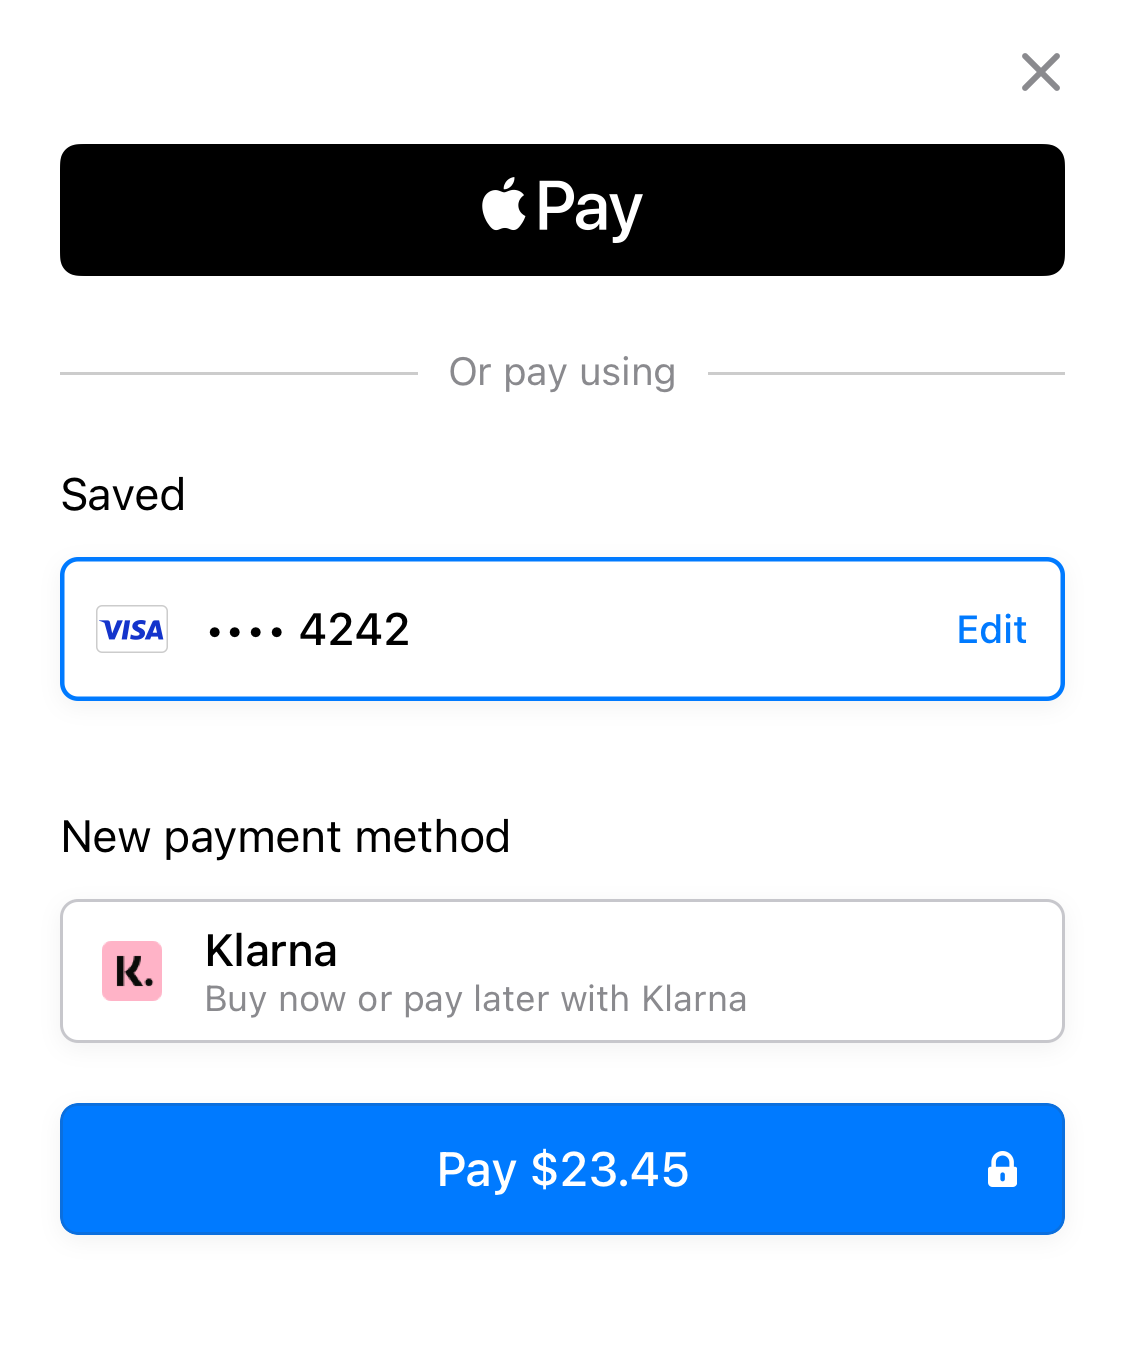 Pay
Or pay using
Saved
VISA •••• 4242 Edit
New payment method
K. Klarna
Buy now or pay later with Klarna
Pay $23.45